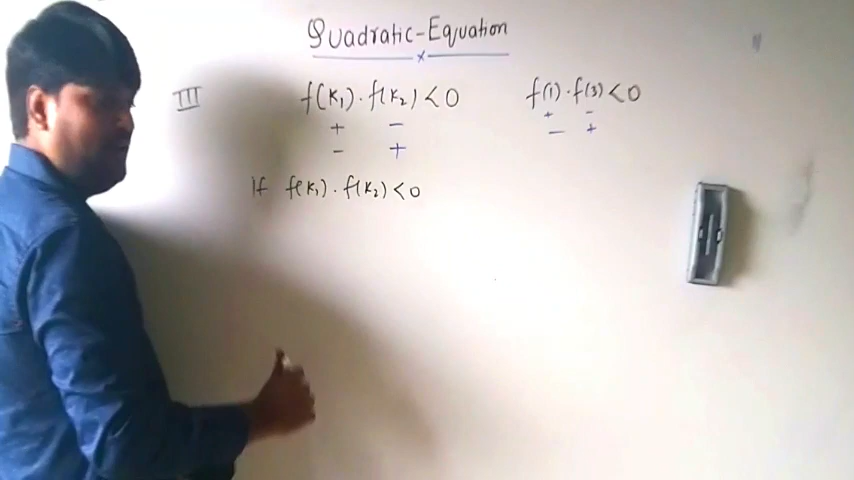 Quadratic-Equation
x
III f(K₁) . f(K₂) < 0 f(1) . f(3) < 0
+ - + -
- + - +
If f(K₁) . f(K₂) < 0